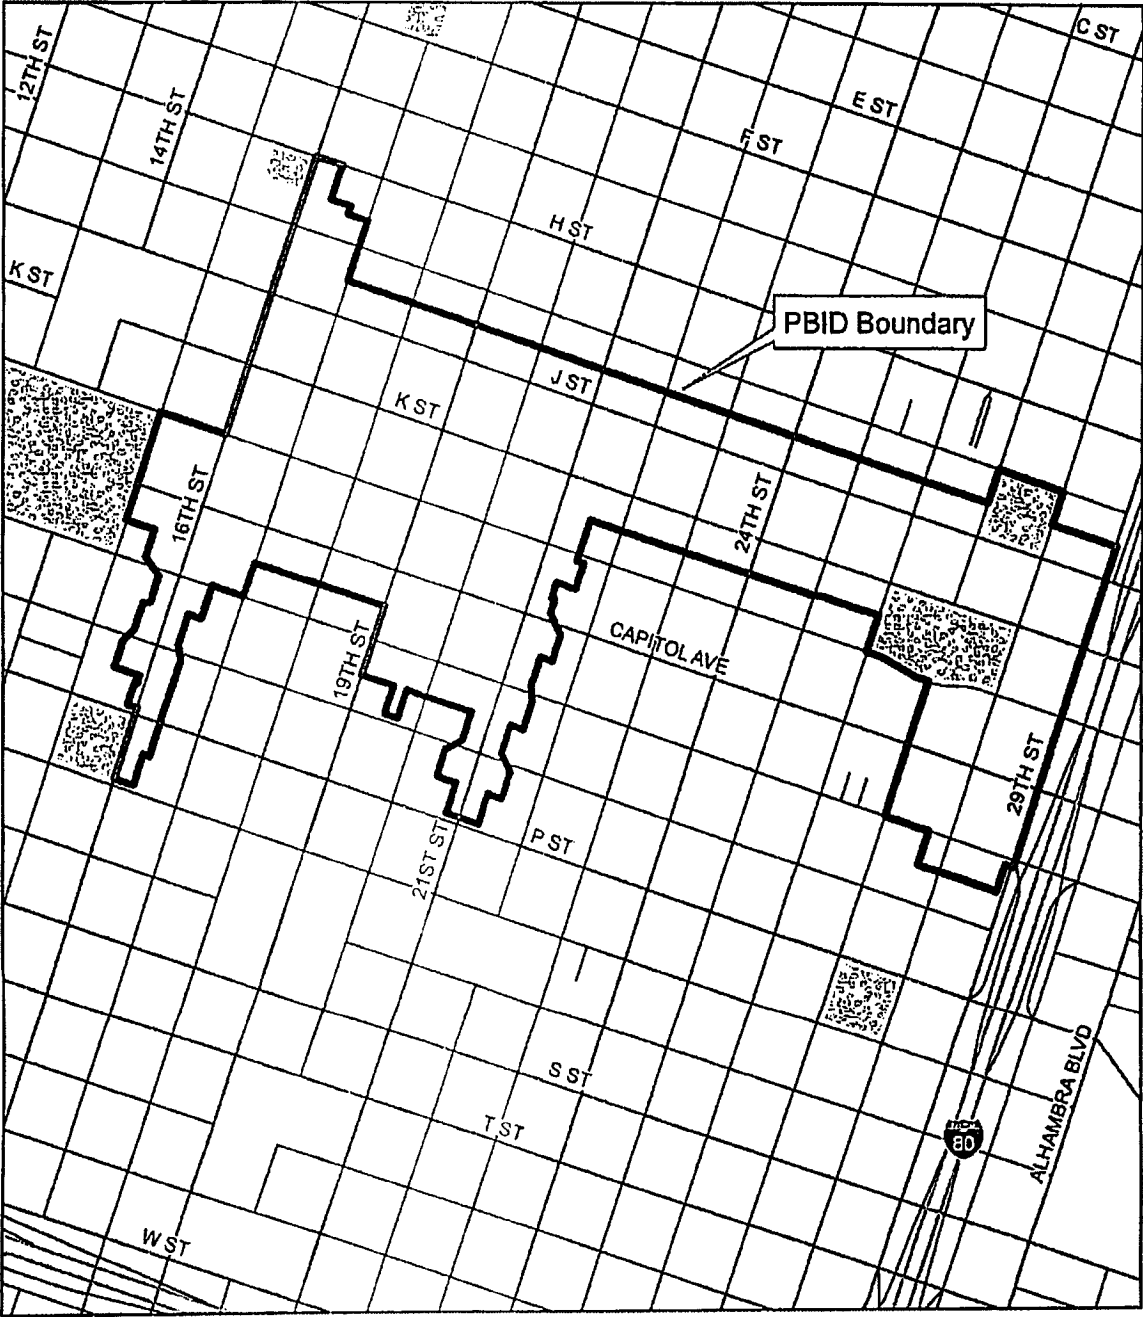 C ST
12TH ST
E ST
14TH ST
F ST
H ST
K ST
PBID Boundary
J ST
K ST
16TH ST
24TH ST
CAPITOL AVE
19TH ST
29TH ST
21ST ST
P ST
S ST
ALHAMBRA BLVD
T ST
80
W ST